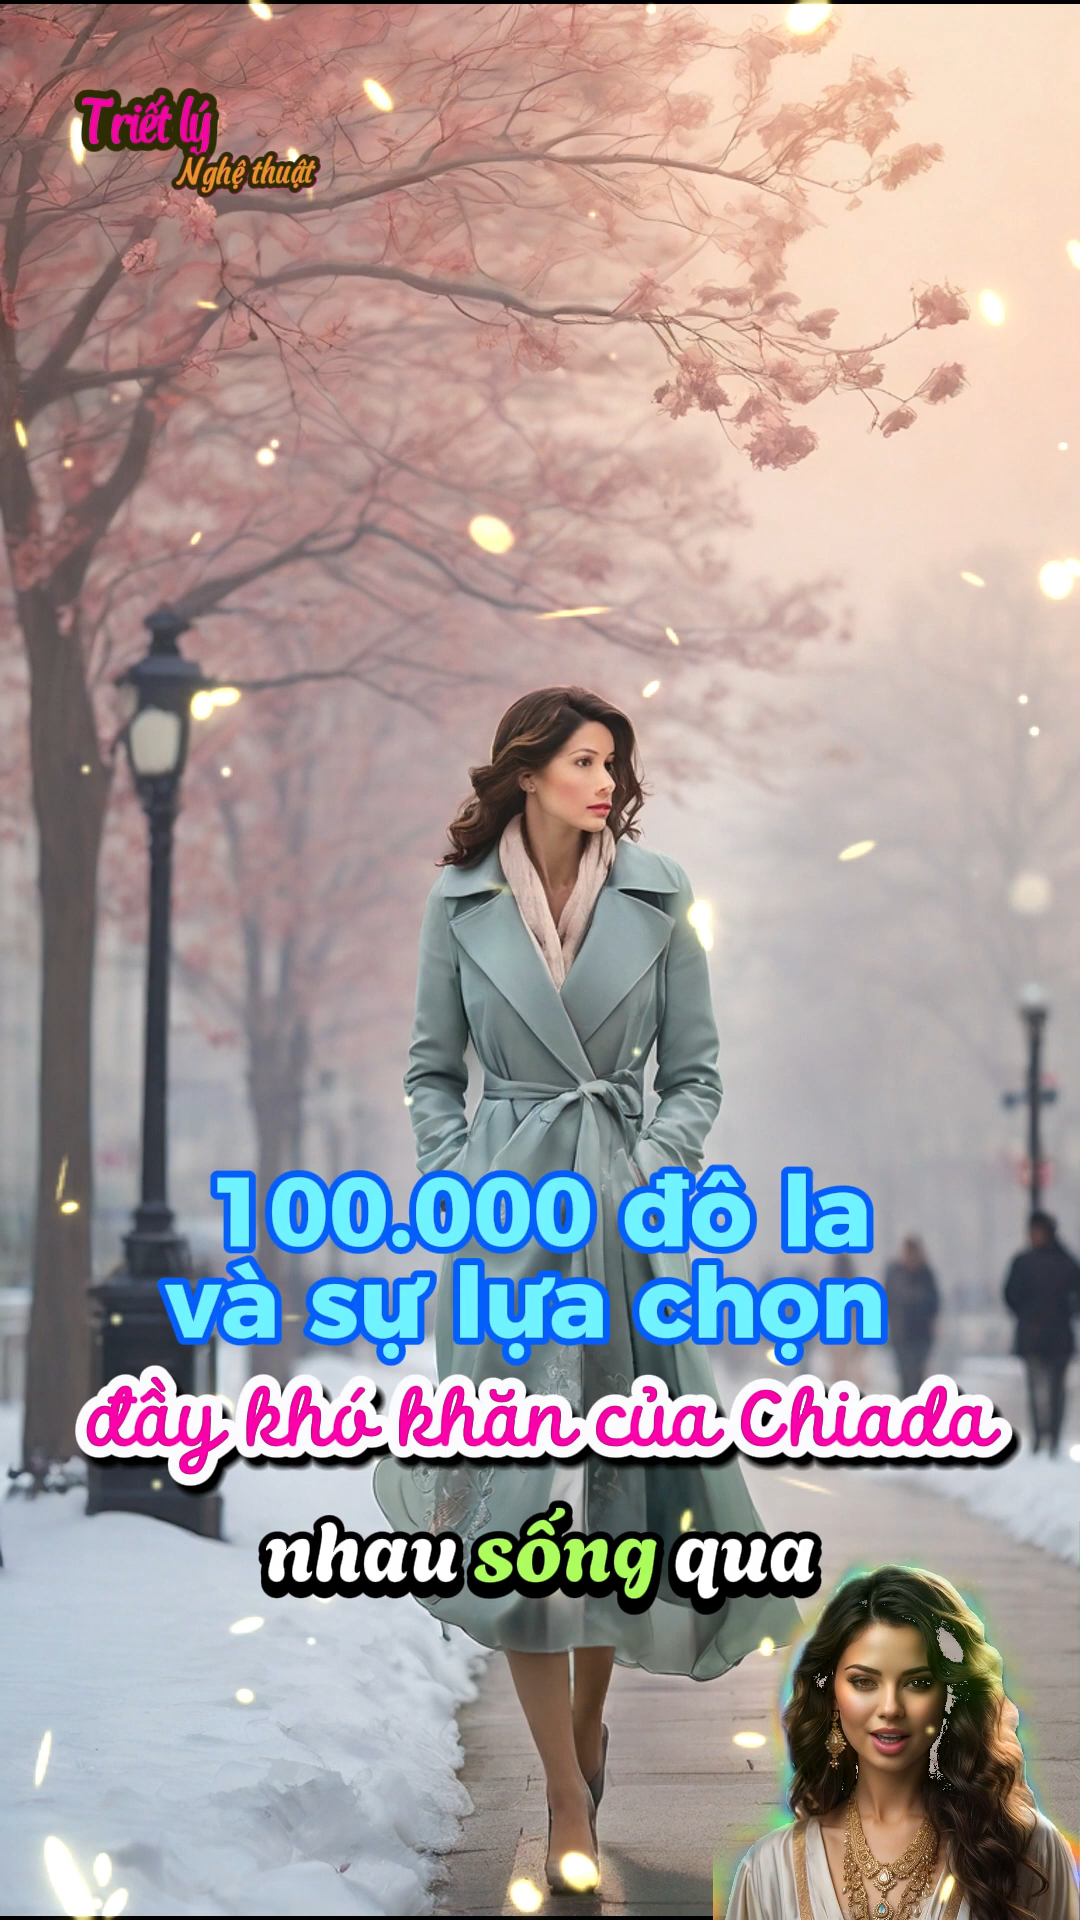 Triết lý
Nghệ thuật
100.000 đô la
và sự lựa chọn
đầy khó khăn của Chiada
nhau sống qua